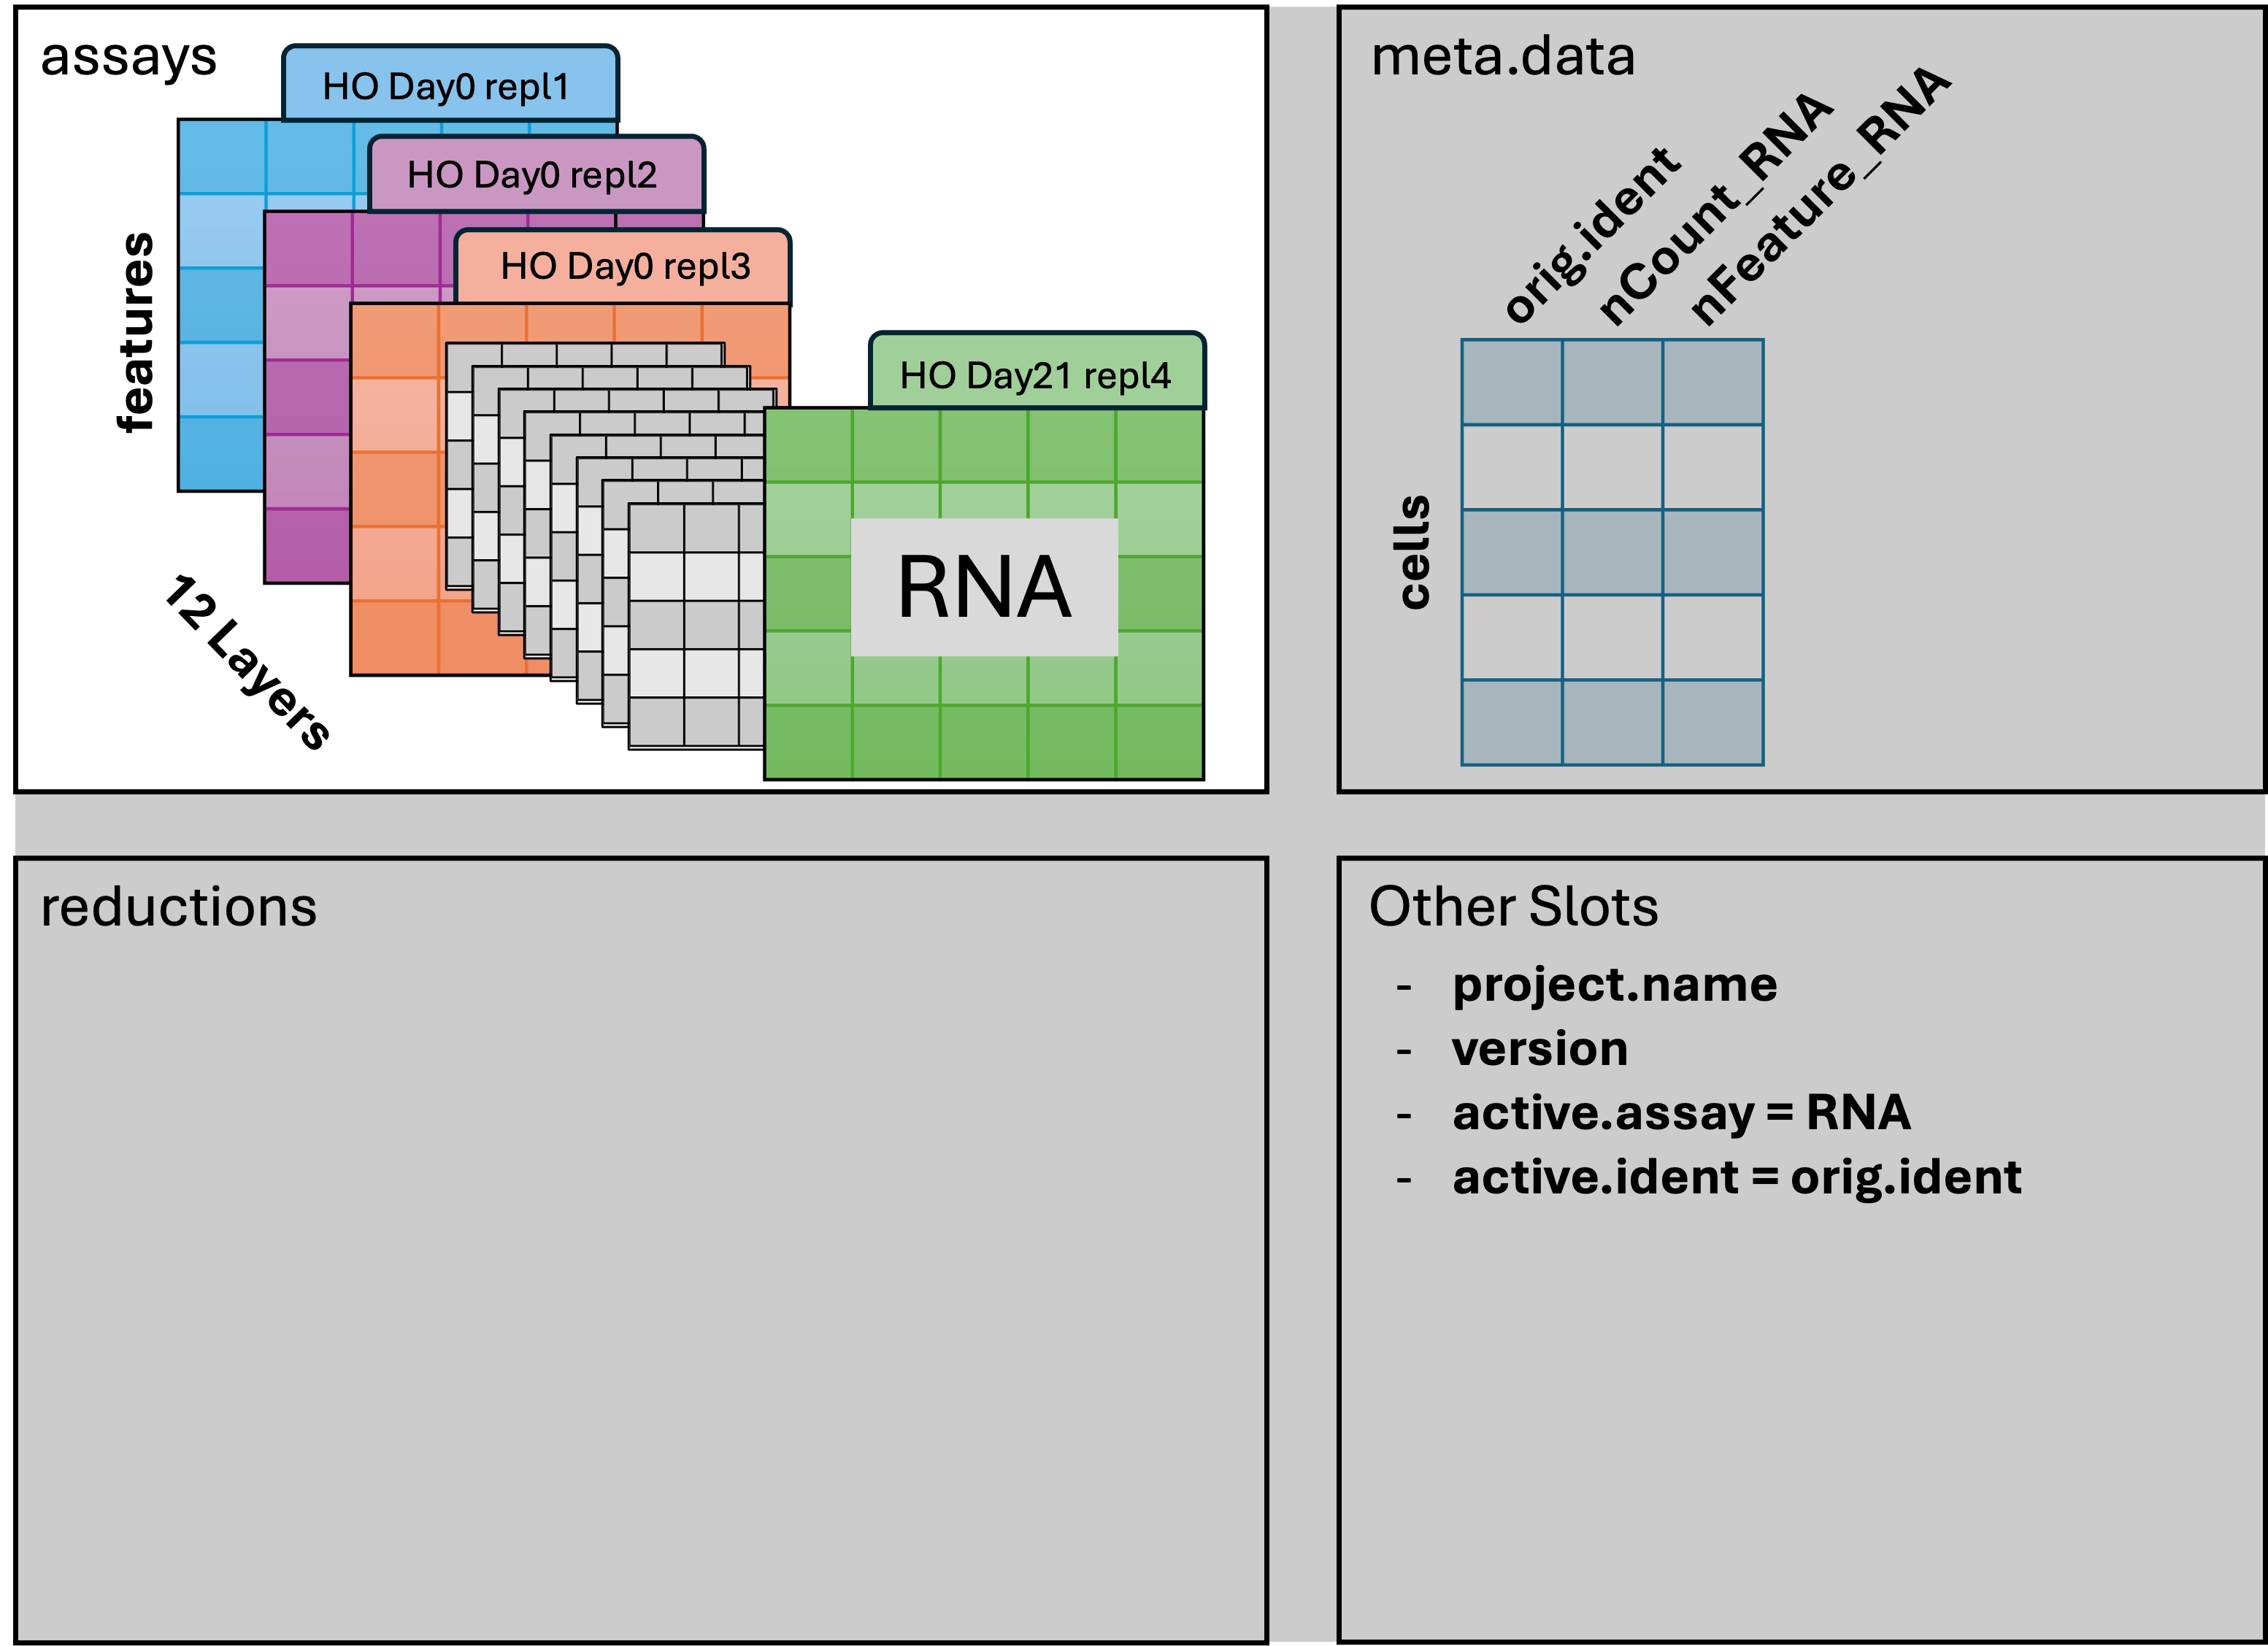 assays
HO Day0 repl1
HO Day0 repl2
HO Day0 repl3
HO Day21 repl4
features
12 Layers
RNA
meta.data
orig.ident
nCount_RNA
nFeature_RNA
cells
reductions
Other Slots
- project.name
- version
- active.assay = RNA
- active.ident = orig.ident